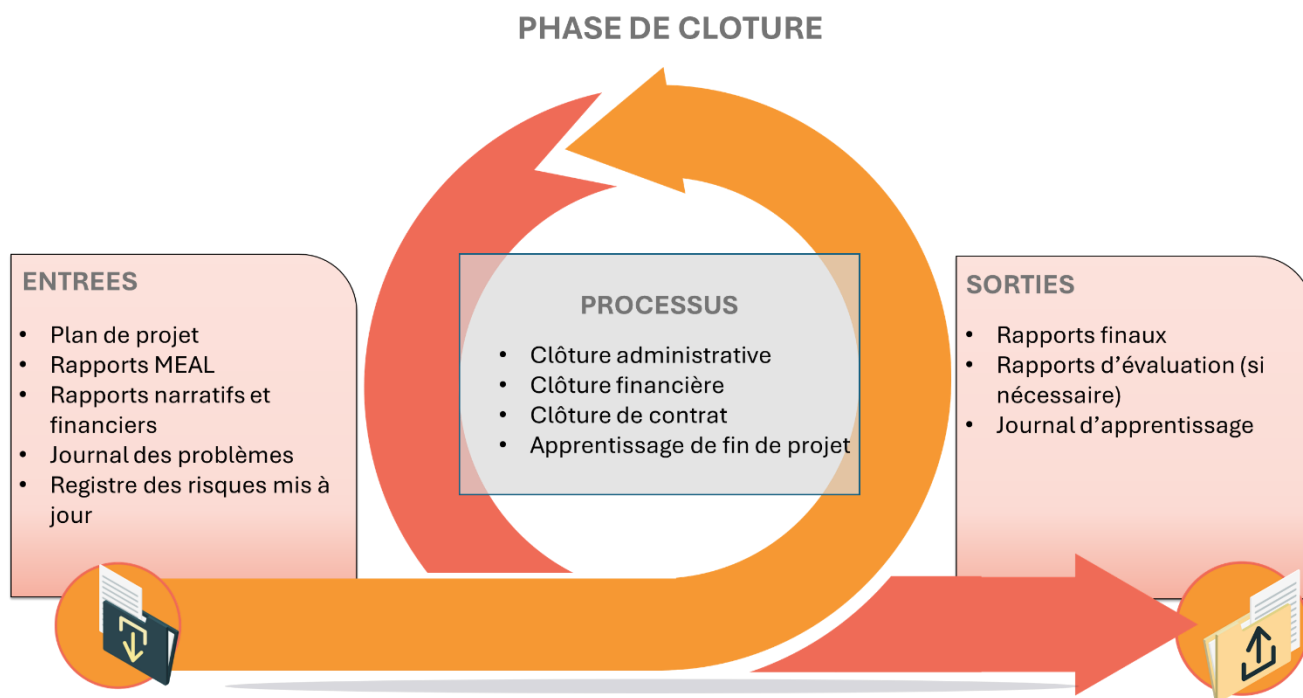 PHASE DE CLOTURE
ENTREES
• Plan de projet
• Rapports MEAL
• Rapports narratifs et
financiers
• Journal des problèmes
• Registre des risques mis à
jour
PROCESSUS
• Clôture administrative
• Clôture financière
• Clôture de contrat
• Apprentissage de fin de projet
SORTIES
• Rapports finaux
• Rapports d’évaluation (si
nécessaire)
• Journal d’apprentissage